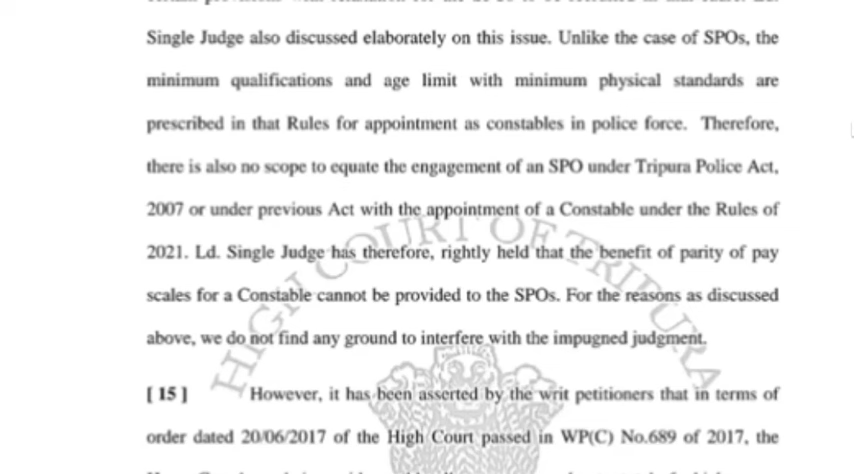 Single Judge also discussed elaborately on this issue. Unlike the case of SPOs, the
minimum qualifications and age limit with minimum physical standards are
prescribed in that Rules for appointment as constables in police force. Therefore,
there is also no scope to equate the engagement of an SPO under Tripura Police Act,
2007 or under previous Act with the appointment of a Constable under the Rules of
2021. Ld. Single Judge has therefore, rightly held that the benefit of parity of pay
scales for a Constable cannot be provided to the SPOs. For the reasons as discussed
above, we do not find any ground to interfere with the impugned judgment.
HIGH COURT OF TRIPURA
[ 15 ] However, it has been asserted by the writ petitioners that in terms of
order dated 20/06/2017 of the High Court passed in WP(C) No.689 of 2017, the